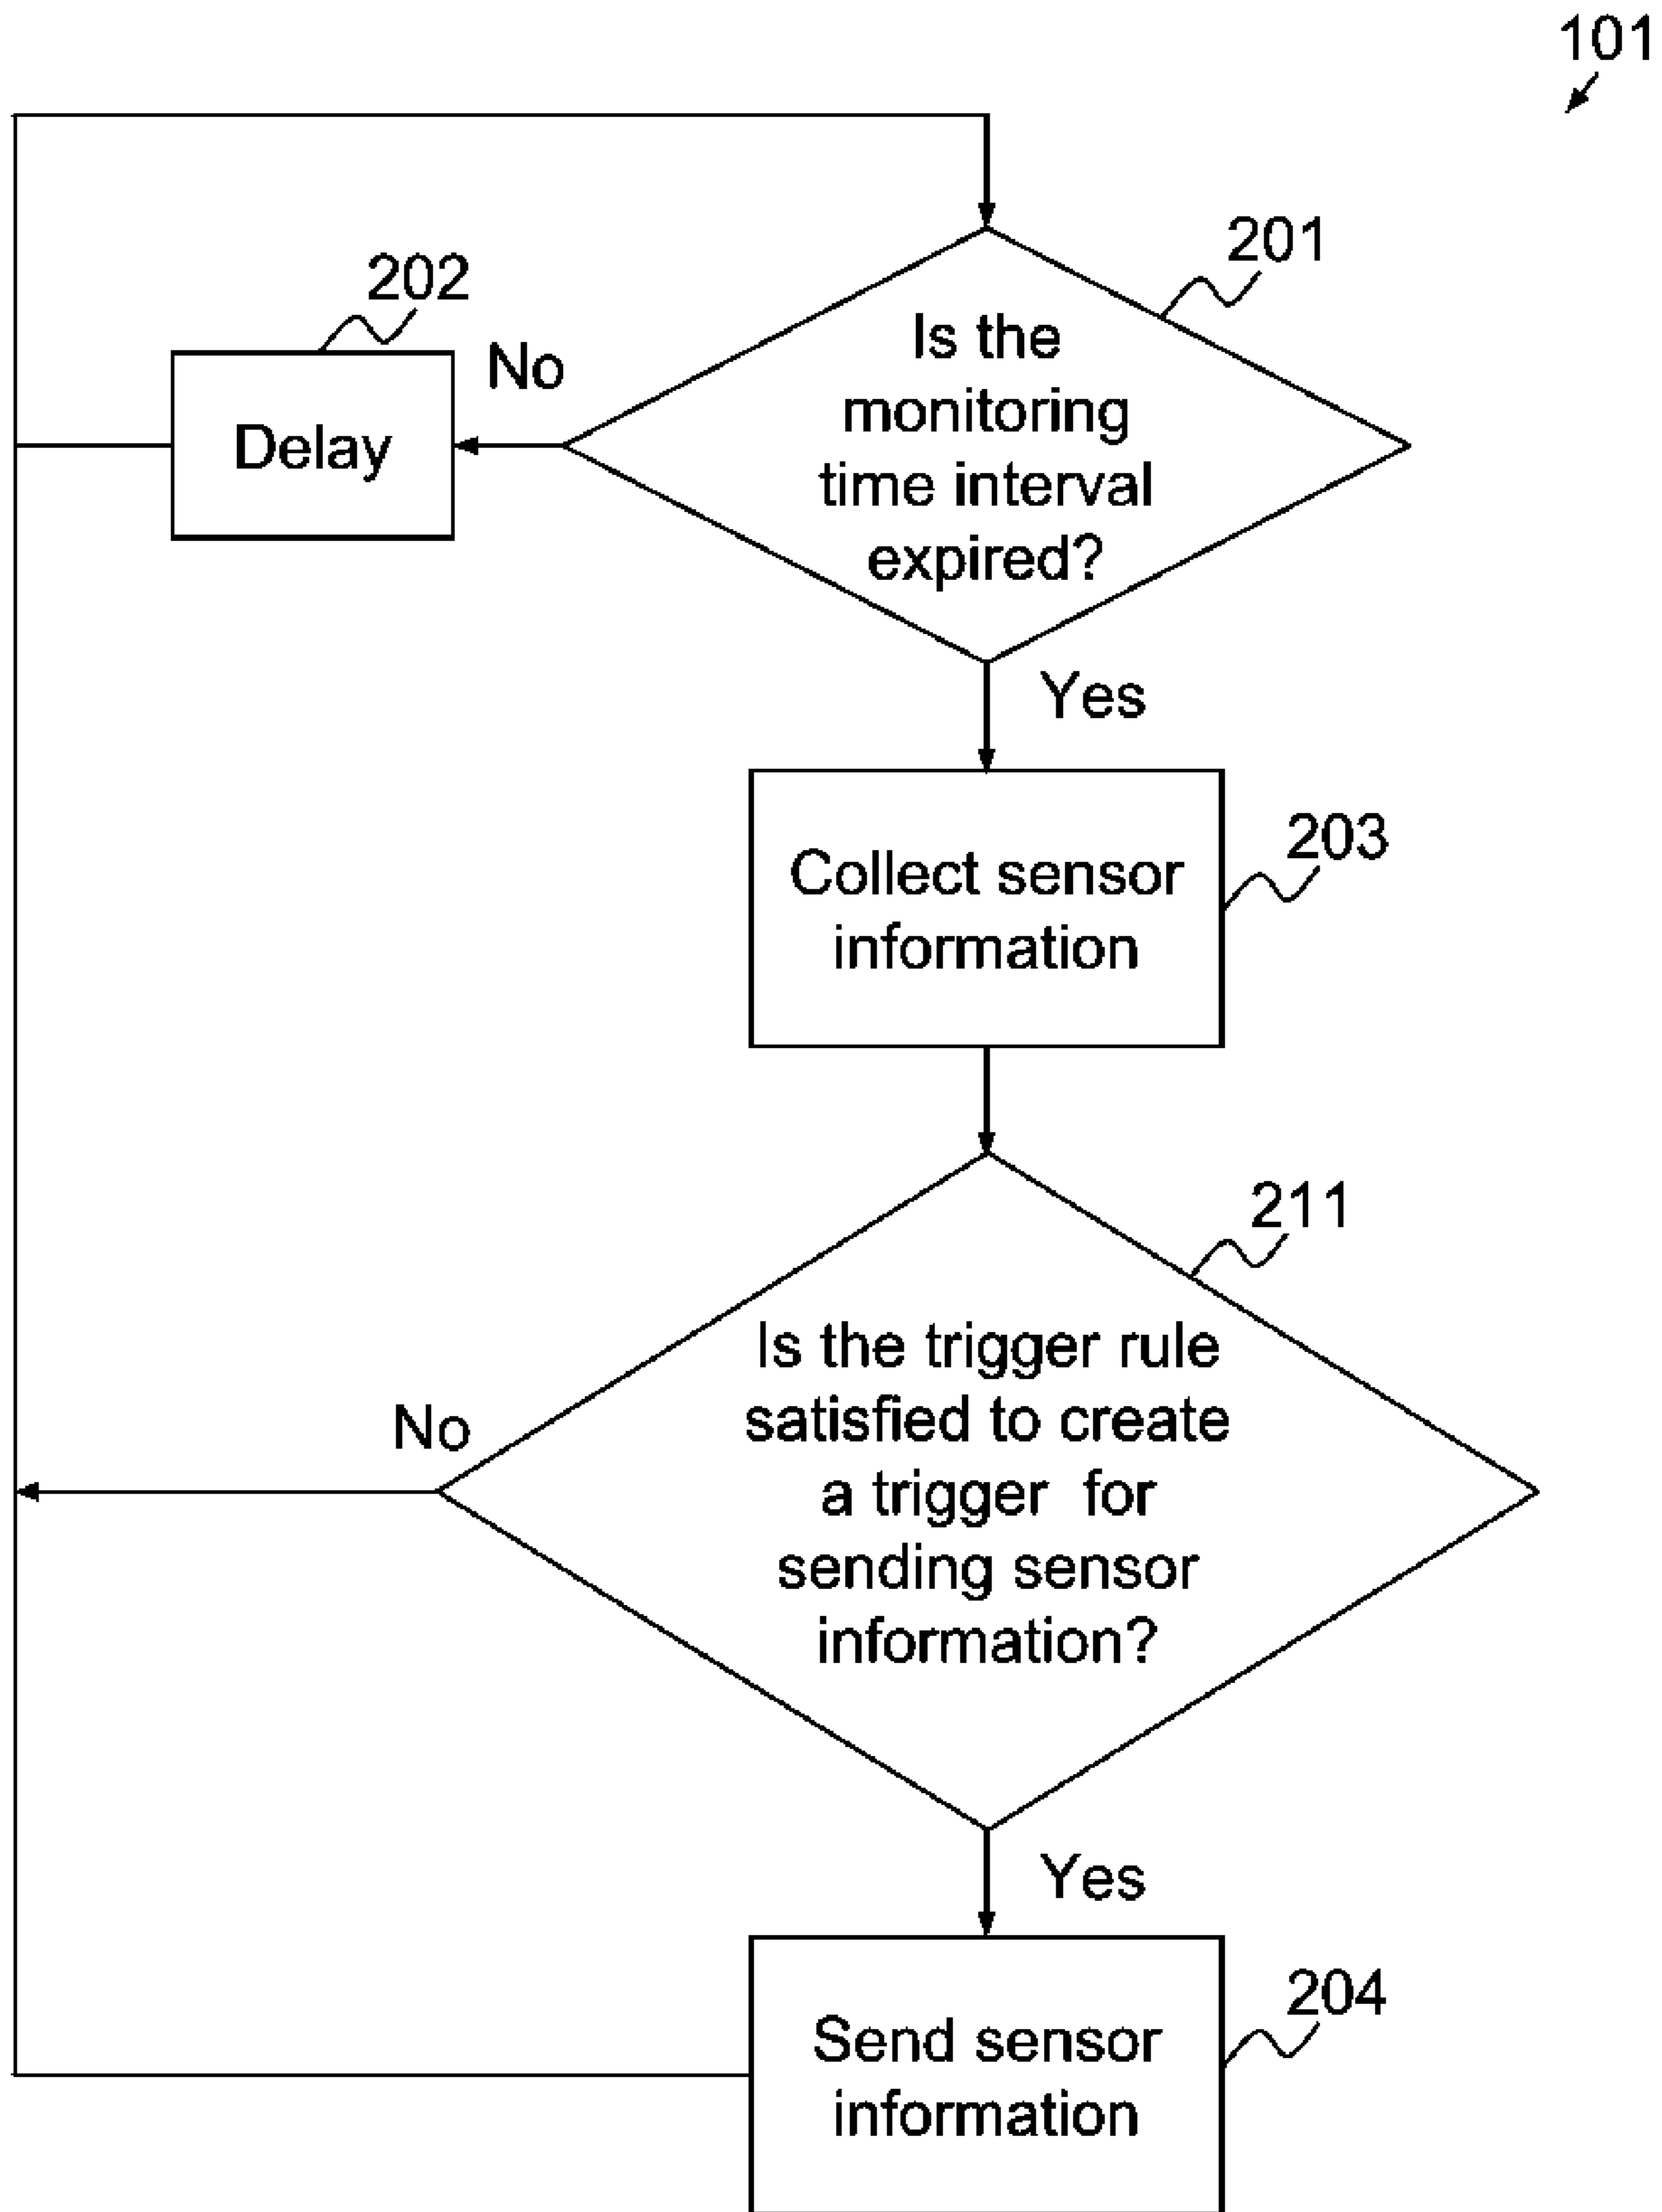 101
201
202
Is the
monitoring
time interval
expired?
No
Delay
Yes
203
Collect sensor
information
211
Is the trigger rule
satisfied to create
a trigger for
sending sensor
information?
No
Yes
204
Send sensor
information